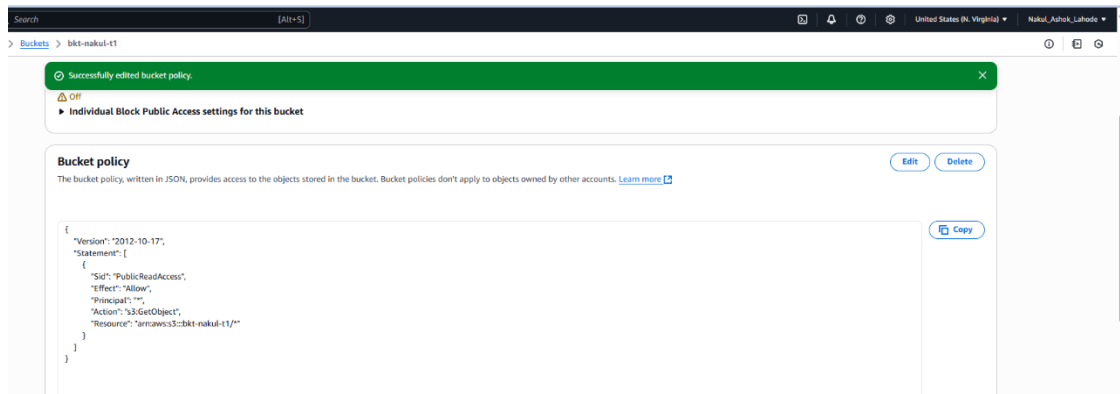 Search [Alt+S] United States (N. Virginia) ▼ Nakul_Ashok_Lahode ▼
> Buckets > bkt-nakul-t1
Successfully edited bucket policy.
Off
▶ Individual Block Public Access settings for this bucket
Bucket policy Edit Delete
The bucket policy, written in JSON, provides access to the objects stored in the bucket. Bucket policies don't apply to objects owned by other accounts. Learn more
Copy
{
"Version": "2012-10-17",
"Statement": [
{
"Sid": "PublicReadAccess",
"Effect": "Allow",
"Principal": "*",
"Action": "s3:GetObject",
"Resource": "arn:aws:s3:::bkt-nakul-t1/*"
}
]
}